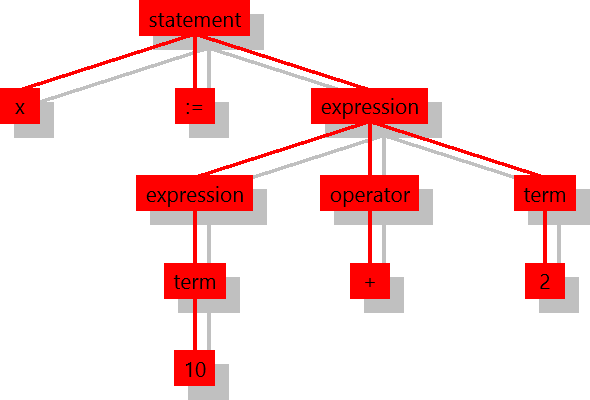 statement
x := expression
expression operator term
term + 2
10